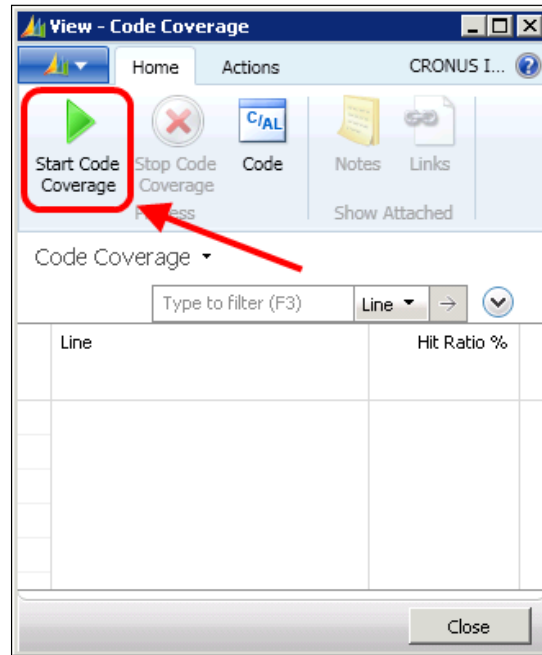 View - Code Coverage
Home Actions CRONUS I...
Start Code Coverage
Stop Code Coverage
C/AL
Code
Notes
Links
Show Attached
Code Coverage
Type to filter (F3) Line
Line Hit Ratio %
Close